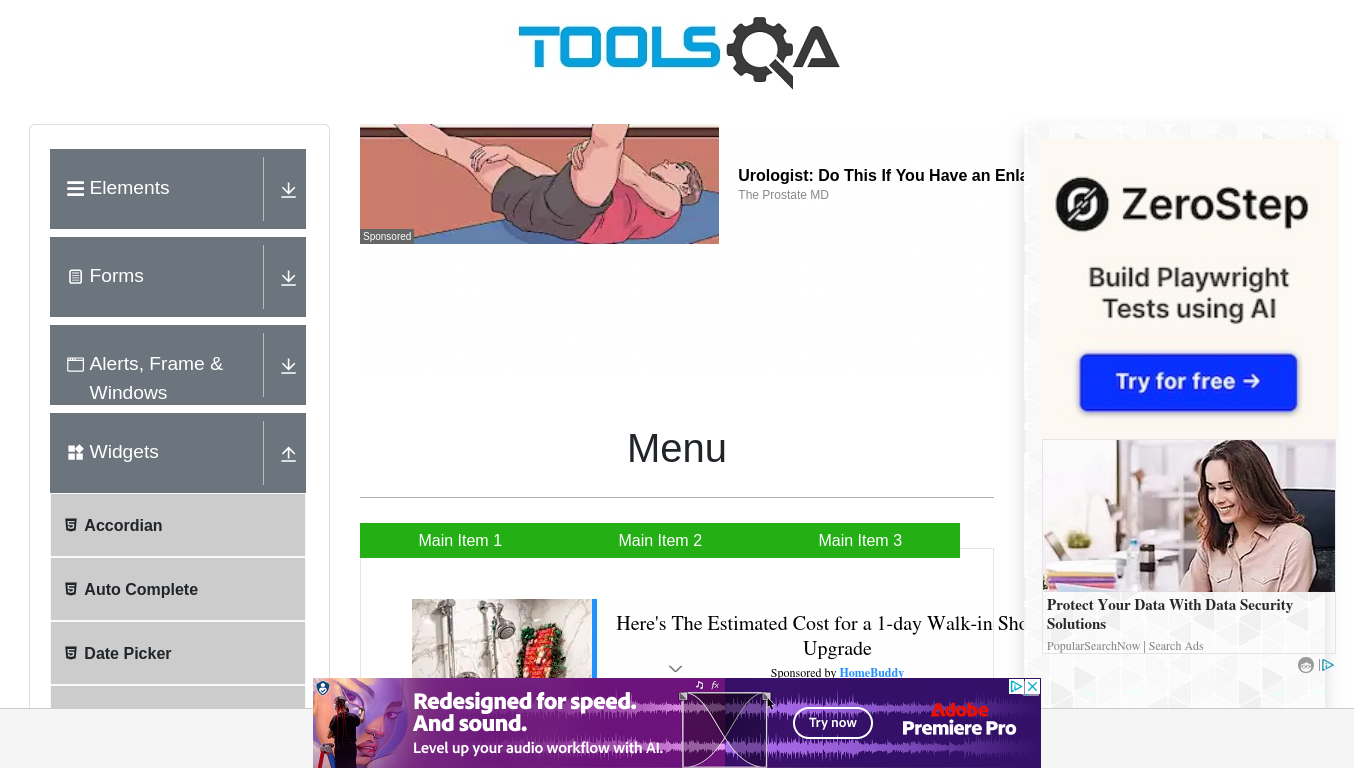 TOOLSQA
Elements
Forms
Alerts, Frame &
Windows
Widgets
Accordian
Auto Complete
Date Picker
Sponsored
Urologist: Do This If You Have an Enla
The Prostate MD
Menu
Main Item 1
Main Item 2
Main Item 3
Here's The Estimated Cost for a 1-day Walk-in Sho
Upgrade
Sponsored by HomeBuddy
ZeroStep
Build Playwright
Tests using AI
Try for free →
Protect Your Data With Data Security
Solutions
PopularSearchNow | Search Ads
Redesigned for speed.
And sound.
Level up your audio workflow with AI.
fx
Try now
Adobe
Premiere Pro